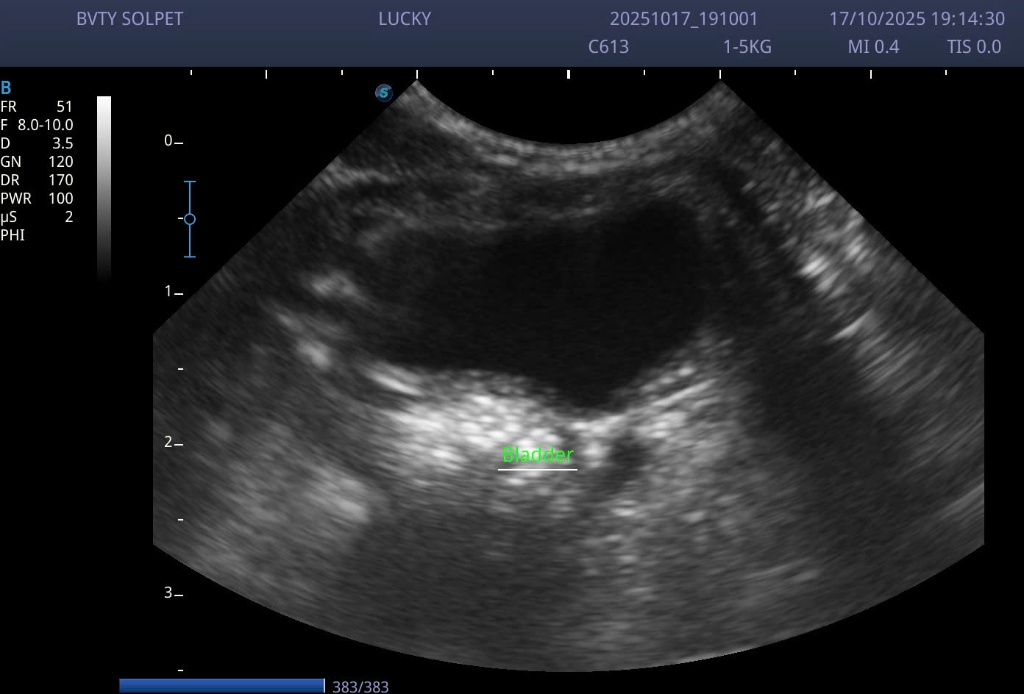 BVTY SOLPET LUCKY 20251017_191001 17/10/2025 19:14:30
C613 1-5KG MI 0.4 TIS 0.0
B
FR 51
F 8.0-10.0
D 3.5
GN 120
DR 170
PWR 100
µS 2
PHI
S
0
1
2
3
Bladder
383/383